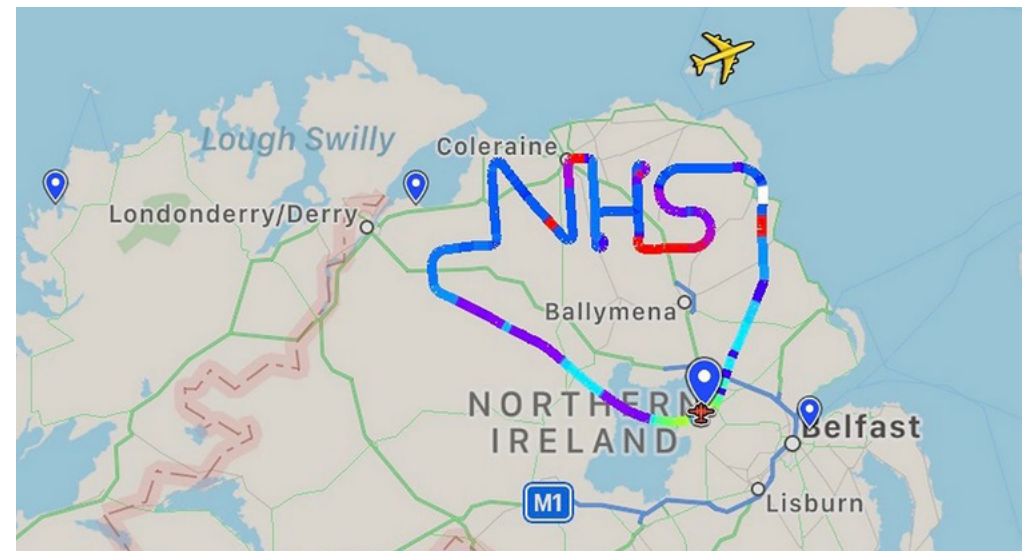 Lough Swilly
Coleraine
NHS
Londonderry/Derry
Ballymena
NORTHERN
IRELAND
Belfast
M1
Lisburn